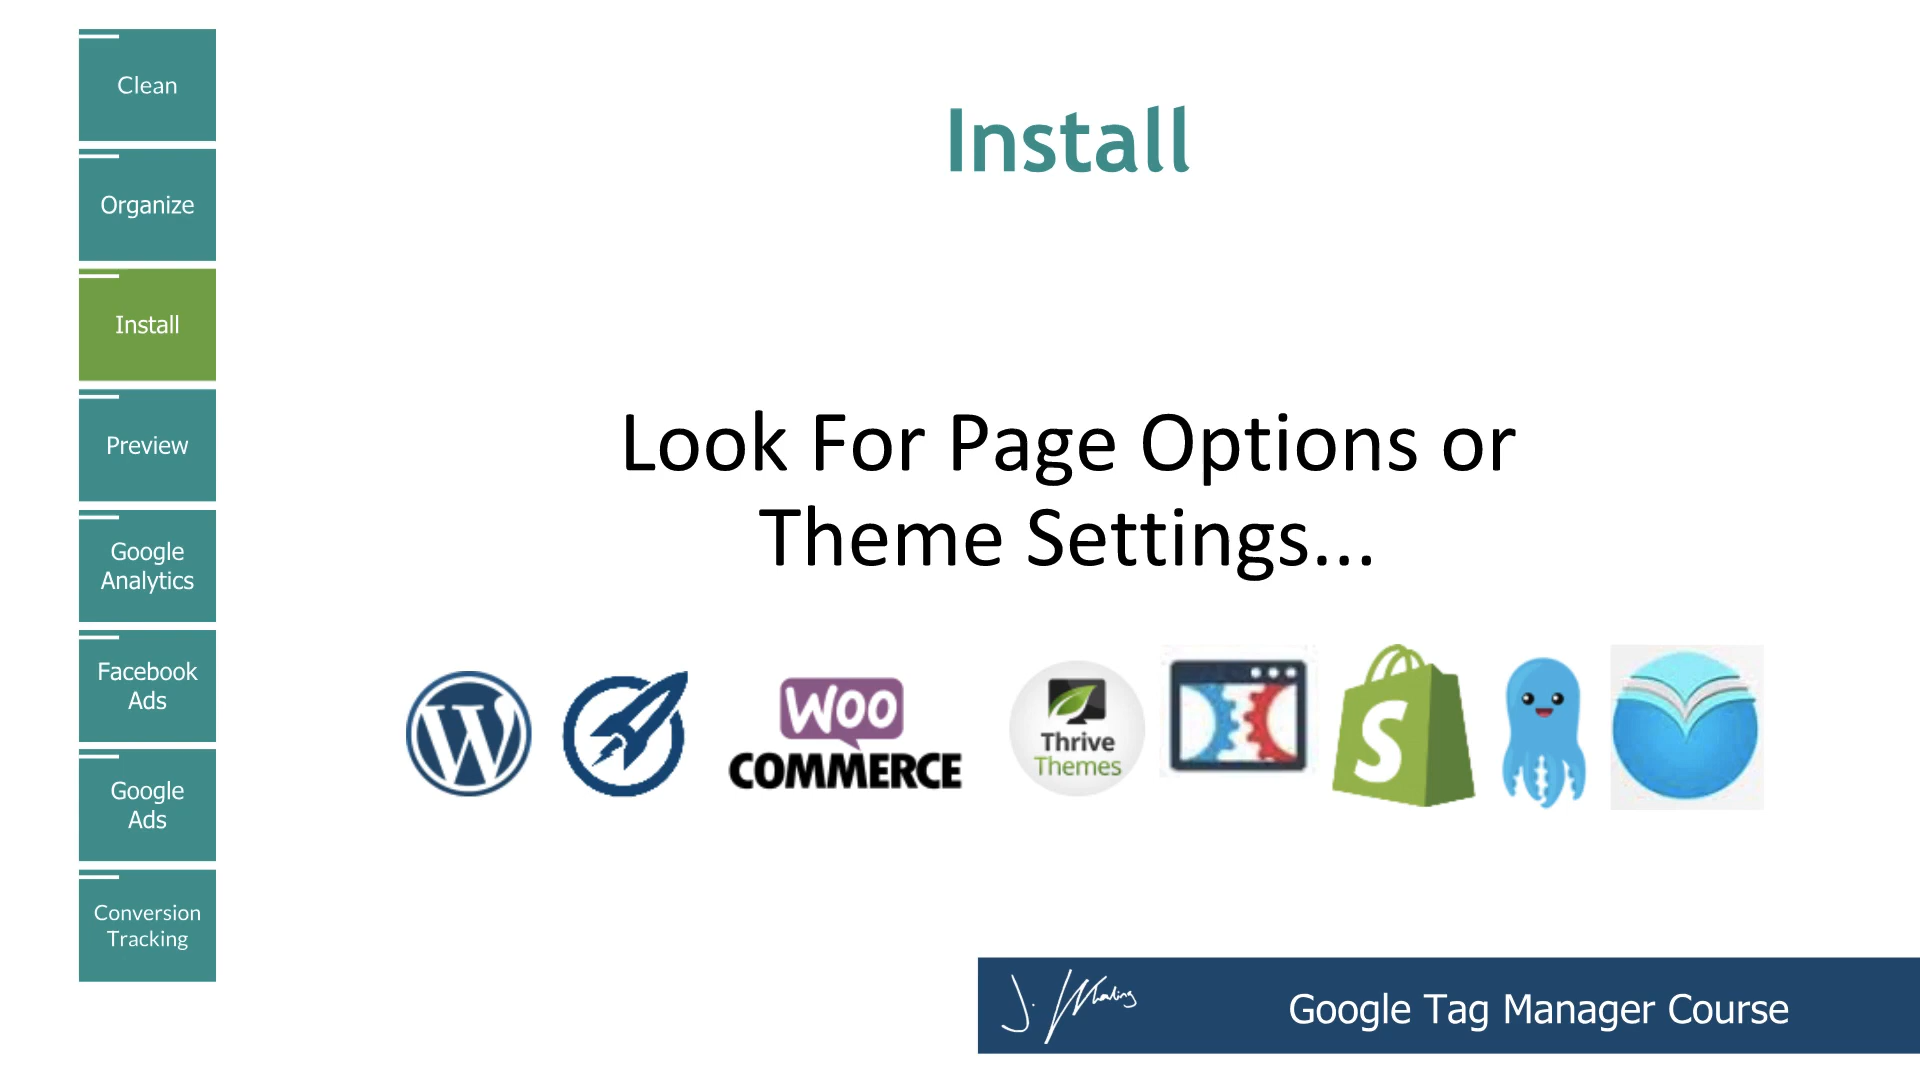 Clean
Organize
Install
Preview
Google
Analytics
Facebook
Ads
Google
Ads
Conversion
Tracking
Install
Look For Page Options or
Theme Settings...
W
WOO
COMMERCE
Thrive
Themes
S
Google Tag Manager Course